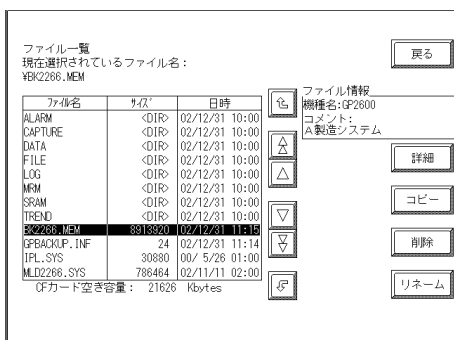 ファイル一覧
現在選択されているファイル名：
¥BK2266.MEM
戻る
ﾌｧｲﾙ名 ｻｲｽﾞ 日時
ALARM <DIR> 02/12/31 10:00
CAPTURE <DIR> 02/12/31 10:00
DATA <DIR> 02/12/31 10:00
FILE <DIR> 02/12/31 10:00
LOG <DIR> 02/12/31 10:00
MRM <DIR> 02/12/31 10:00
SRAM <DIR> 02/12/31 10:00
TREND <DIR> 02/12/31 10:00
BK2266.MEM 8913920 02/12/31 11:15
GPBACKUP.INF 24 02/12/31 11:14
IPL.SYS 30880 00/ 5/26 01:00
MLD2266.SYS 786464 02/11/11 02:00
CFカード空き容量： 21626 Kbytes
ファイル情報
機種名:GP2600
コメント：
Ａ製造システム
詳細
コピー
削除
リネーム